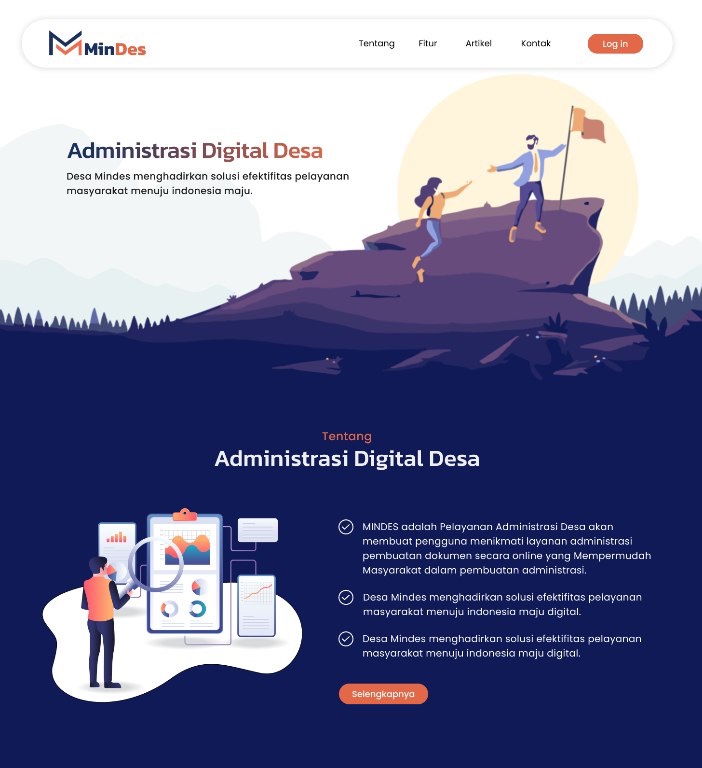 MinDes
Tentang
Fitur
Artikel
Kontak
Log in
Administrasi Digital Desa
Desa Mindes menghadirkan solusi efektifitas pelayanan
masyarakat menuju indonesia maju.
Tentang
Administrasi Digital Desa
MINDES adalah Pelayanan Administrasi Desa akan
membuat pengguna menikmati layanan administrasi
pembuatan dokumen secara online yang Mempermudah
Masyarakat dalam pembuatan administrasi.
Desa Mindes menghadirkan solusi efektifitas pelayanan
masyarakat menuju indonesia maju digital.
Desa Mindes menghadirkan solusi efektifitas pelayanan
masyarakat menuju indonesia maju digital.
Selengkapnya